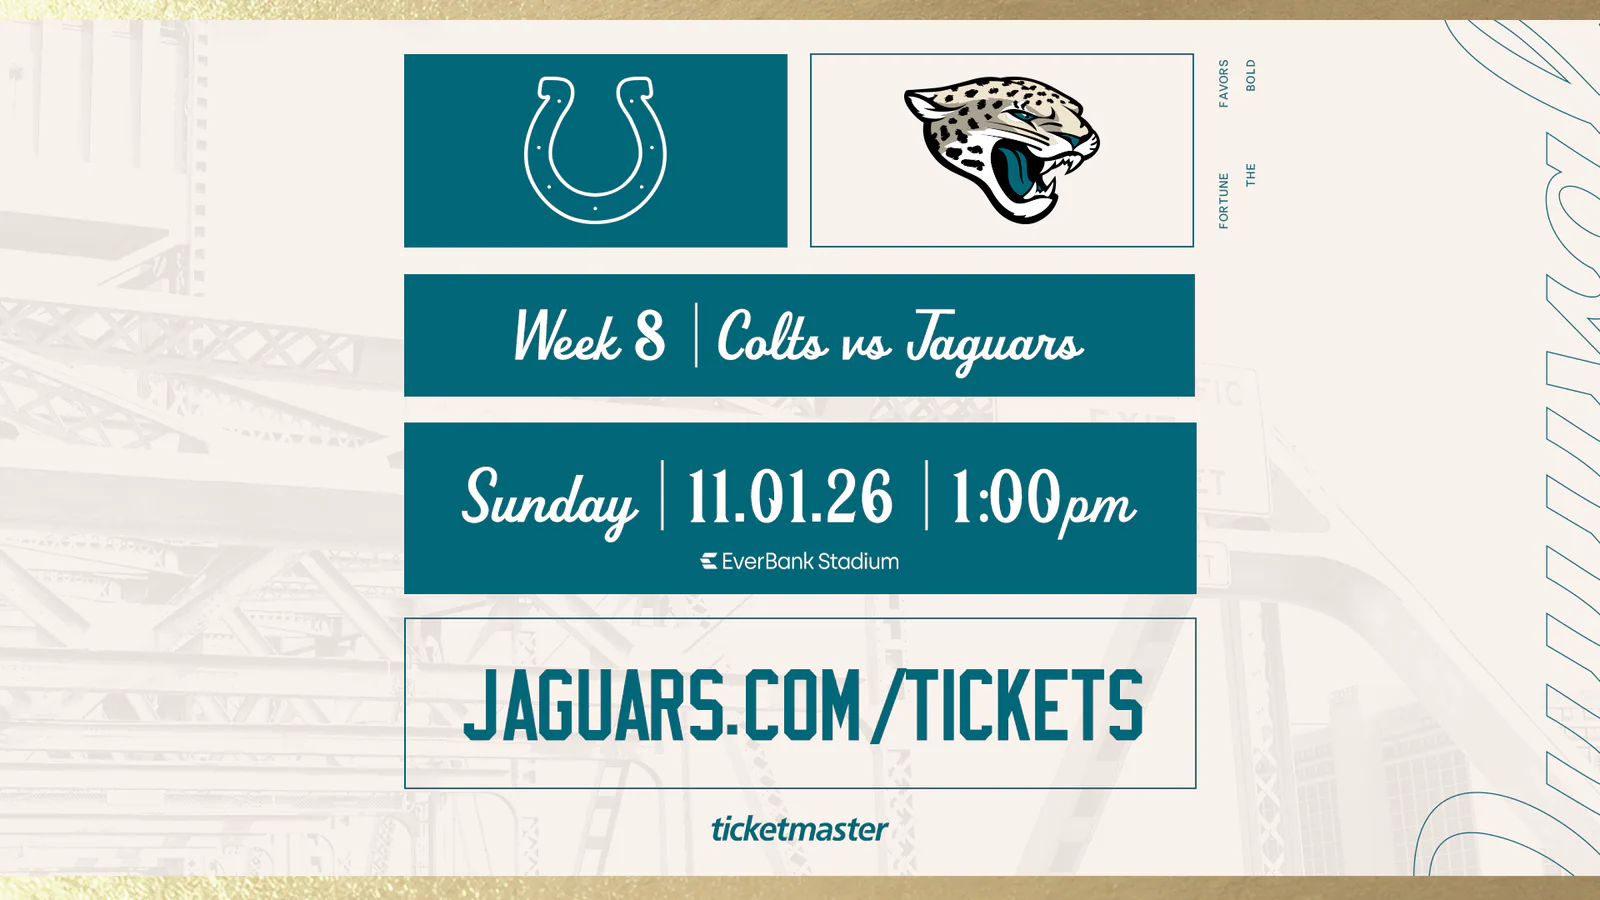 FORTUNE FAVORS
THE BOLD
Week 8 | Colts vs Jaguars
Sunday | 11.01.26 | 1:00pm
EverBank Stadium
JAGUARS.COM/TICKETS
ticketmaster
EXIT